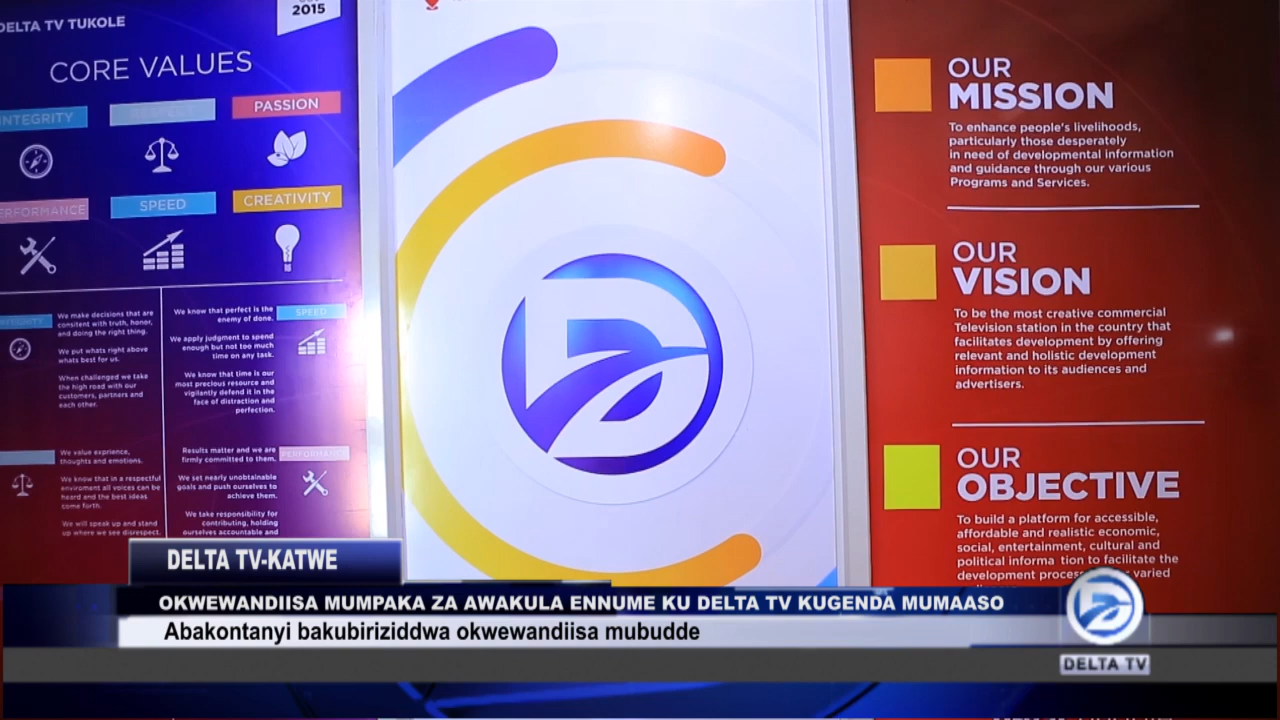 DELTA TV TUKOLE
2015
CORE VALUES
INTEGRITY
RESPECT
PASSION
PERFORMANCE
SPEED
CREATIVITY
We make decisions that are
consitent with truth, honor,
and doing the right thing.
We put whats right above
whats best for us.
When challenged we take
the high road with our
customers, partners and
each other.
We know that perfect is the
enemy of done.
SPEED
We apply judgment to spend
enough but not too much
time on any task.
We know that time is our
most precious resource and
vigilantly defend it in the
face of distraction and
perfection.
We value exprience,
thoughts and emotions.
We know that in a respectful
enviroment all voices can be
heard and the best ideas
come forth.
We will speak up and stand
up where we see disrespect.
Results matter and we are
firmly committed to them.
PERFORMANCE
We set nearly unobtainable
goals and push ourselves to
achieve them.
We take responsibility for
contributing, holding
ourselves accountable and
OUR
MISSION
To enhance people's livelihoods,
particularly those desperately
in need of developmental information
and guidance through our various
Programs and Services.
OUR
VISION
To be the most creative commercial
Television station in the country that
facilitates development by offering
relevant and holistic development
information to its audiences and
advertisers.
OUR
OBJECTIVE
To build a platform for accessible,
affordable and realistic economic,
social, entertainment, cultural and
political informa tion to facilitate the
development varied
DELTA TV-KATWE
OKWEWANDIISA MUMPAKA ZA AWAKULA ENNUME KU DELTA TV KUGENDA MUMAASO
Abakontanyi bakubiriziddwa okwewandiisa mubudde
DELTA TV